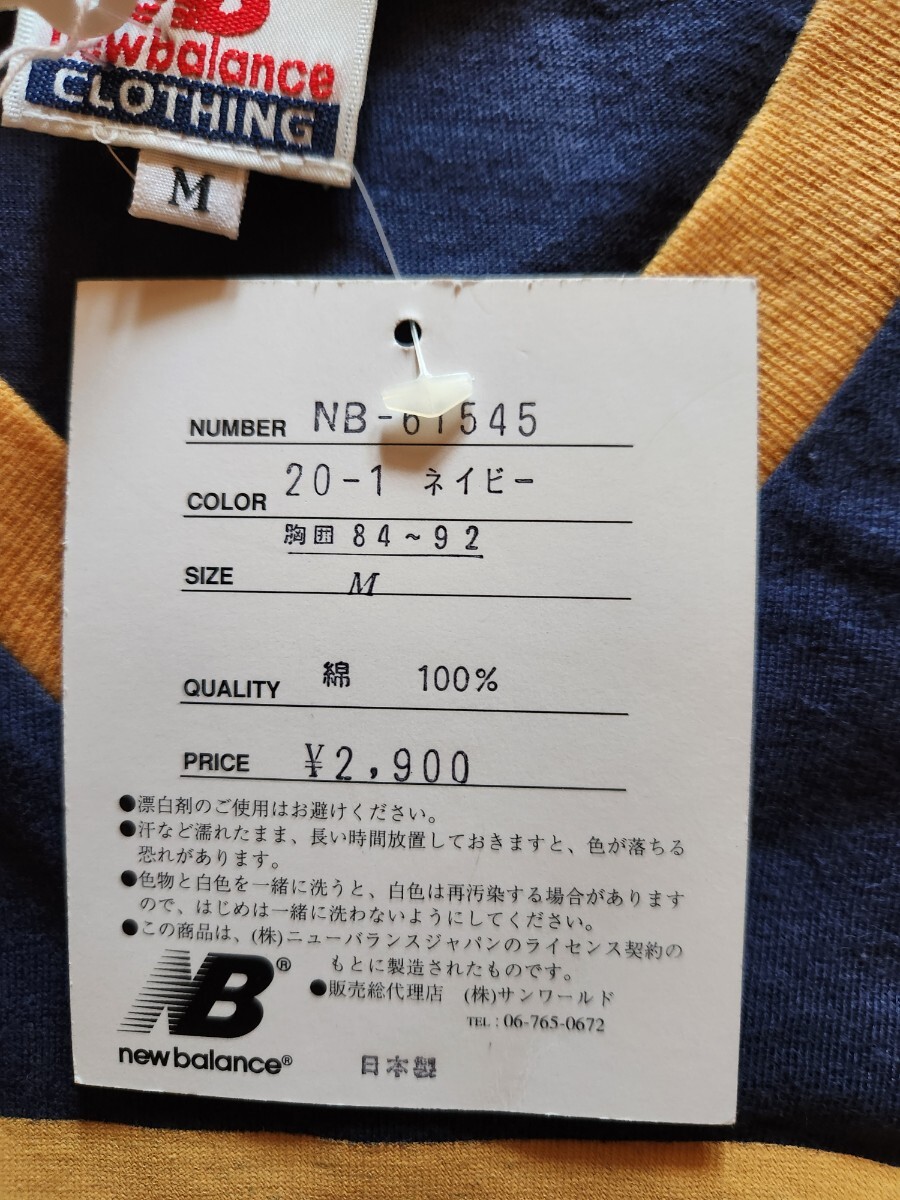 newbalance
CLOTHING
M
NUMBER NB-61545
COLOR 20-1 ネイビー
胸囲 84~92
SIZE M
QUALITY 綿 100%
PRICE ¥2,900
●漂白剤のご使用はお避けください。
●汗など濡れたまま、長い時間放置しておきますと、色が落ちる
恐れがあります。
●色物と白色を一緒に洗うと、白色は再汚染する場合があります
ので、はじめは一緒に洗わないようにしてください。
●この商品は、(株)ニューバランスジャパンのライセンス契約の
もとに製造されたものです。
●販売総代理店 (株)サンワールド
TEL : 06-765-0672
NB®
new balance®
日本製